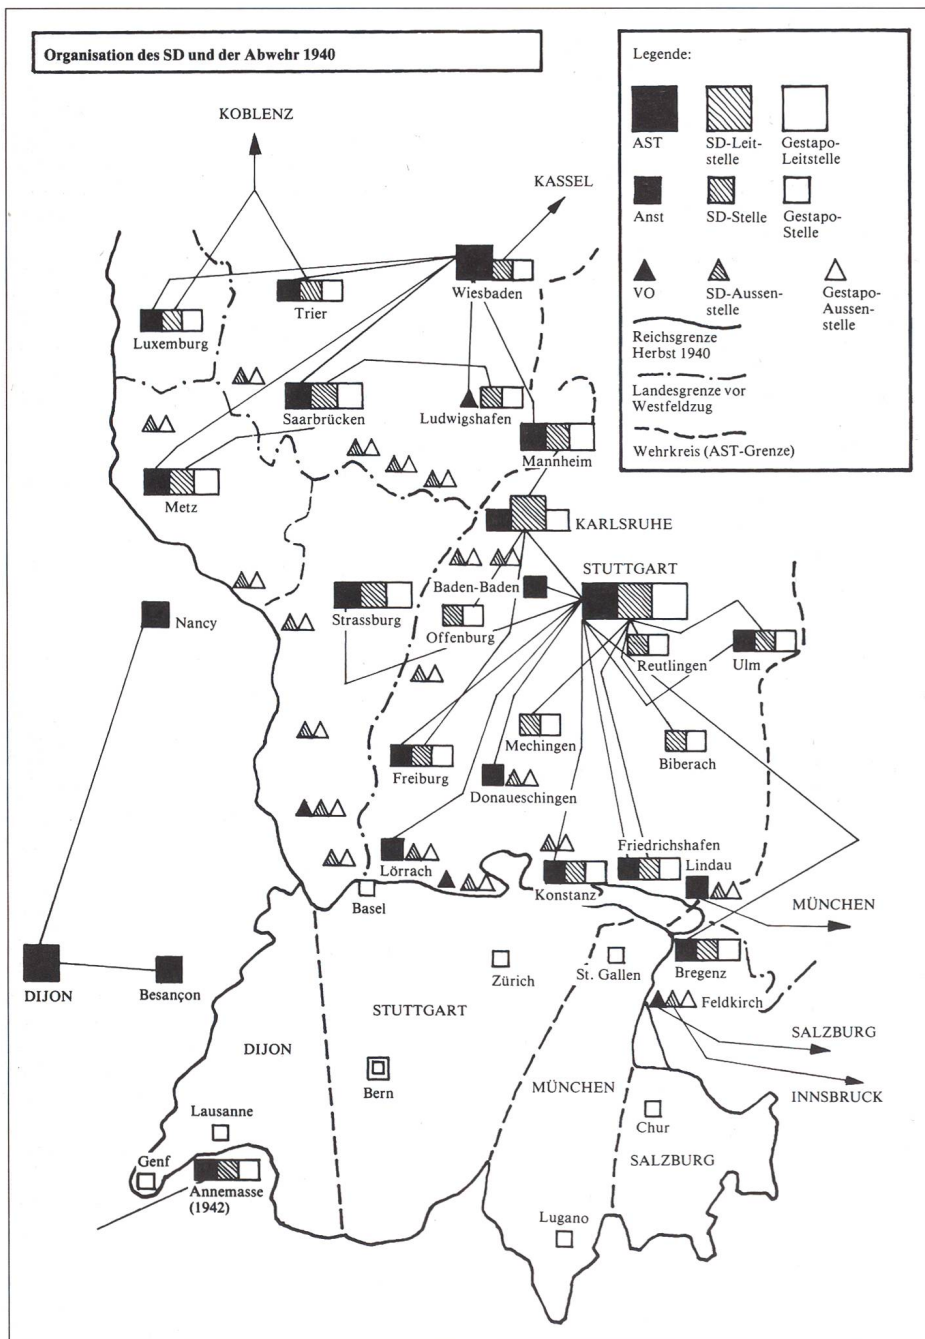 Organisation des SD und der Abwehr 1940
Legende:
AST
SD-Leit-
stelle
Gestapo-
Leitstelle
Anst
SD-Stelle
Gestapo-
Stelle
VO
SD-Aussen-
stelle
Gestapo-
Aussen-
stelle
Reichsgrenze
Herbst 1940
Landesgrenze vor
Westfeldzug
Wehrkreis (AST-Grenze)
KOBLENZ
KASSEL
Wiesbaden
Trier
Luxemburg
Saarbrücken
Ludwigshafen
Mannheim
Metz
KARLSRUHE
STUTTGART
Baden-Baden
Strassburg
Offenburg
Nancy
Reutlingen
Ulm
Mechingen
Biberach
Freiburg
Donaueschingen
Friedrichshafen
Lörrach
Lindau
Konstanz
Basel
MÜNCHEN
Zürich
St. Gallen
Bregenz
DIJON
Besançon
Feldkirch
STUTTGART
SALZBURG
DIJON
Bern
MÜNCHEN
INNSBRUCK
Lausanne
Chur
Genf
SALZBURG
Annemasse
(1942)
Lugano